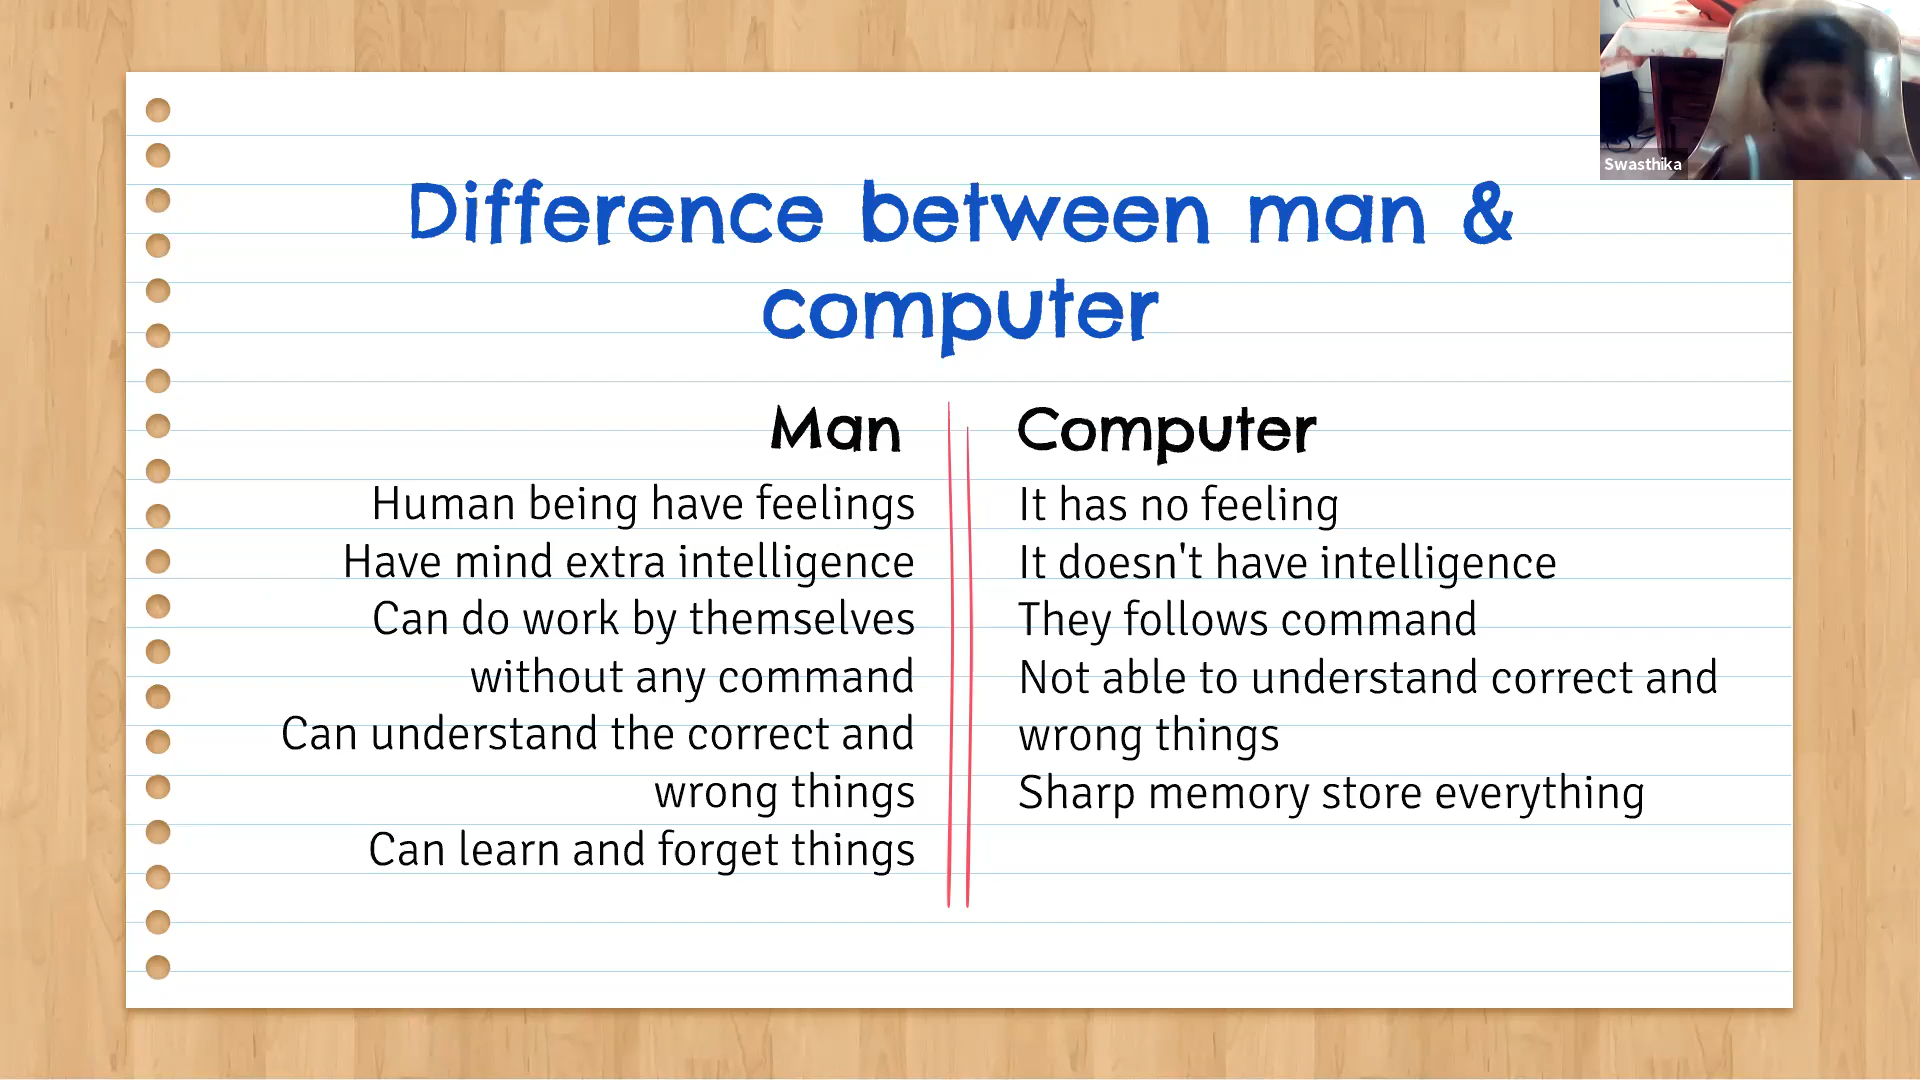 Swasthika
Difference between man &
computer
Man
Human being have feelings
Have mind extra intelligence
Can do work by themselves
without any command
Can understand the correct and
wrong things
Can learn and forget things
Computer
It has no feeling
It doesn't have intelligence
They follows command
Not able to understand correct and
wrong things
Sharp memory store everything